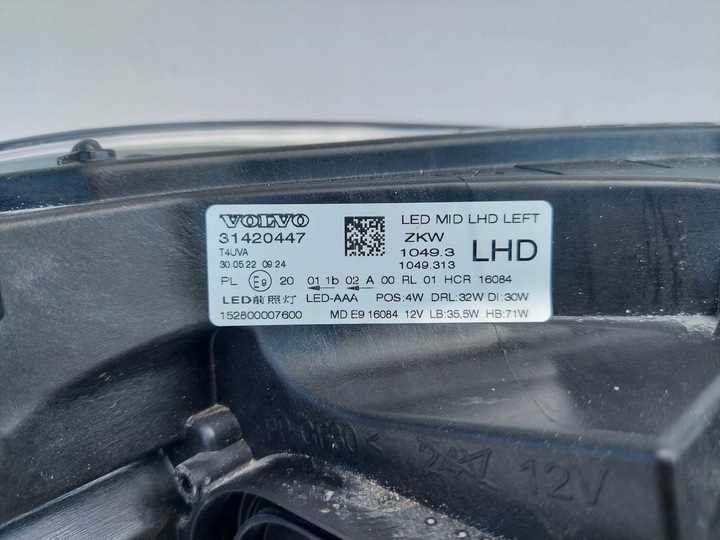 VOLVO
LED MID LHD LEFT
31420447
ZKW
T4UVA
1049.3
LHD
30.05.22 09:24
1049.313
PL E9 20 01 1b 02 A 00 RL 01 HCR 16084
LED前照灯 LED-AAA POS:4W DRL:32W DI:30W
152800007600 MD E9 16084 12V LB:35,5W HB:71W
12V